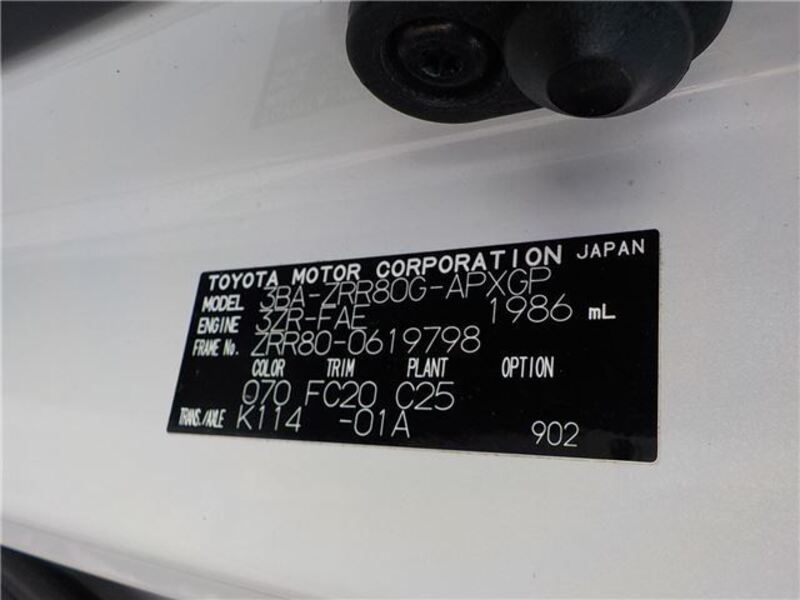 TOYOTA MOTOR CORPORATION JAPAN
MODEL 3BA-ZRR80G-APXGP
ENGINE 3ZR-FAE 1986 mL
FRAME No. ZRR80-0619798
COLOR TRIM PLANT OPTION
070 FC20 C25
TRANS./AXLE K114 -01A
902